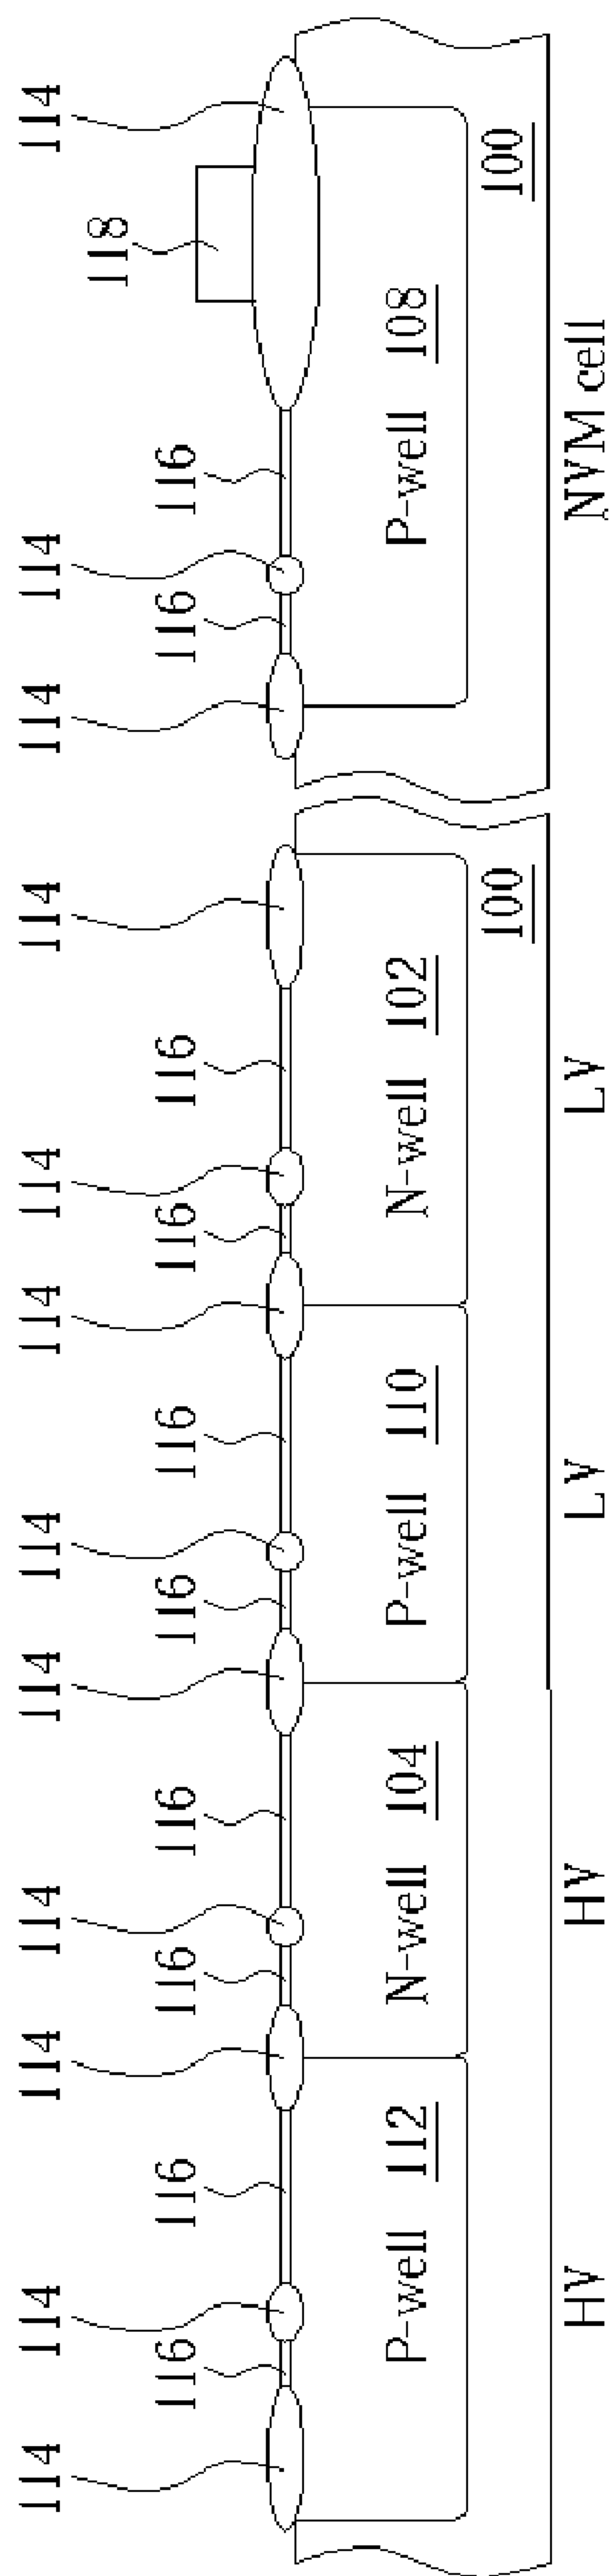 114 114 114 114 114 114 114 114 114 114 114 114
118
116 116 116 116 116 116 116 116 116 116
P-well 112 N-well 104 P-well 110 N-well 102 P-well 108
100 100
HV HV LV LV NVM cell